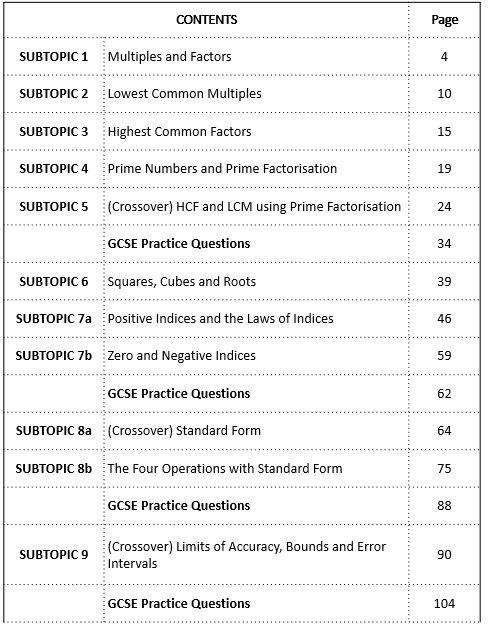 CONTENTS Page
SUBTOPIC 1 Multiples and Factors 4
SUBTOPIC 2 Lowest Common Multiples 10
SUBTOPIC 3 Highest Common Factors 15
SUBTOPIC 4 Prime Numbers and Prime Factorisation 19
SUBTOPIC 5 (Crossover) HCF and LCM using Prime Factorisation 24
GCSE Practice Questions 34
SUBTOPIC 6 Squares, Cubes and Roots 39
SUBTOPIC 7a Positive Indices and the Laws of Indices 46
SUBTOPIC 7b Zero and Negative Indices 59
GCSE Practice Questions 62
SUBTOPIC 8a (Crossover) Standard Form 64
SUBTOPIC 8b The Four Operations with Standard Form 75
GCSE Practice Questions 88
SUBTOPIC 9 (Crossover) Limits of Accuracy, Bounds and Error 90
Intervals
GCSE Practice Questions 104